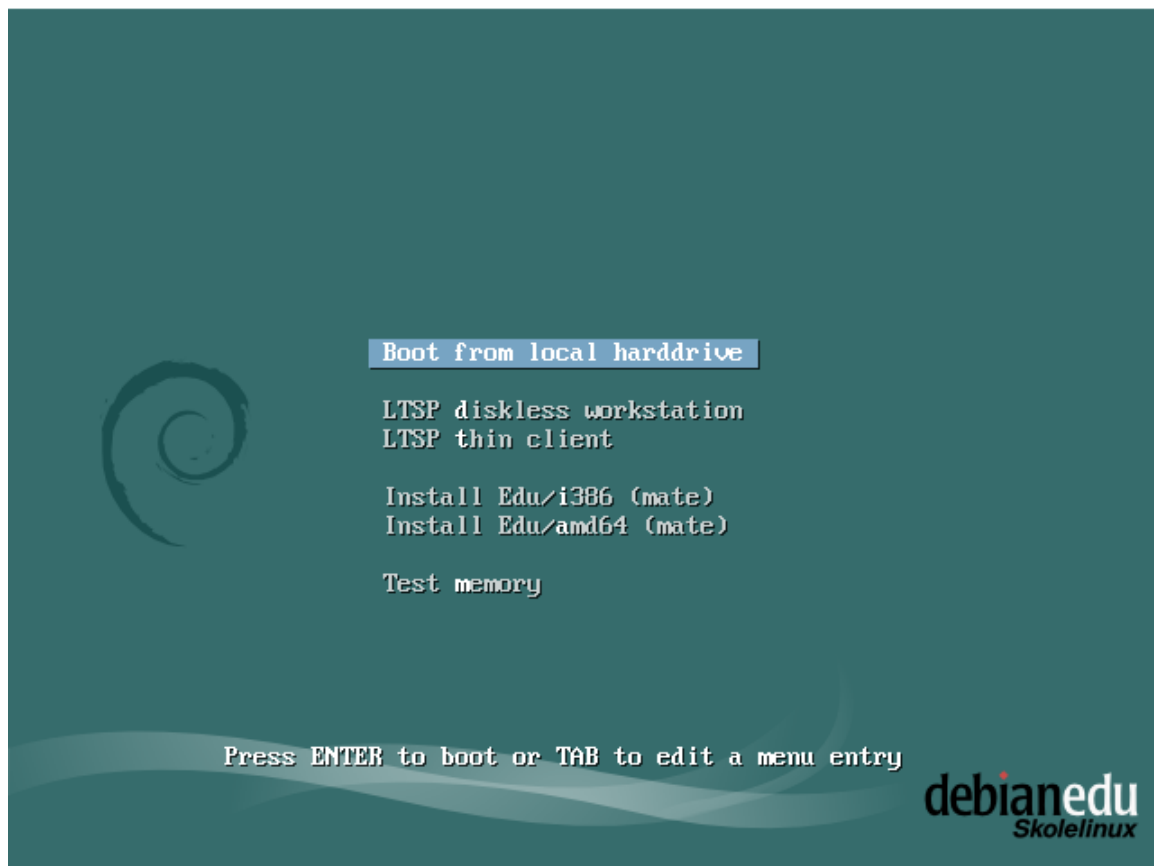 Boot from local harddrive
LTSP diskless workstation
LTSP thin client
Install Edu/i386 (mate)
Install Edu/amd64 (mate)
Test memory
Press ENTER to boot or TAB to edit a menu entry
debianedu
Skolelinux